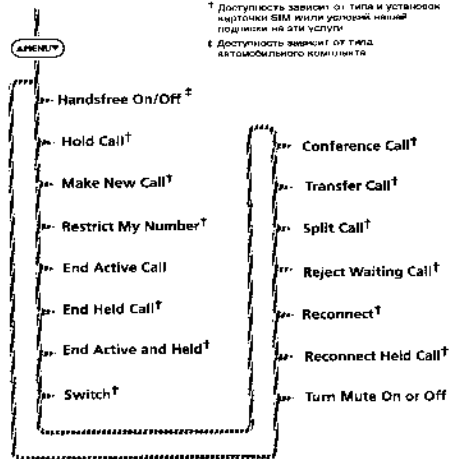 † Доступность зависит от типа и установок
карточки SIM и/или условий вашей
подписки на эти услуги
‡ Доступность зависит от типа
автомобильного комплекта
MENU
Handsfree On/Off ‡
Hold Call†
Make New Call†
Restrict My Number†
End Active Call
End Held Call†
End Active and Held†
Switch†
Conference Call†
Transfer Call†
Split Call†
Reject Waiting Call†
Reconnect†
Reconnect Held Call†
Turn Mute On or Off